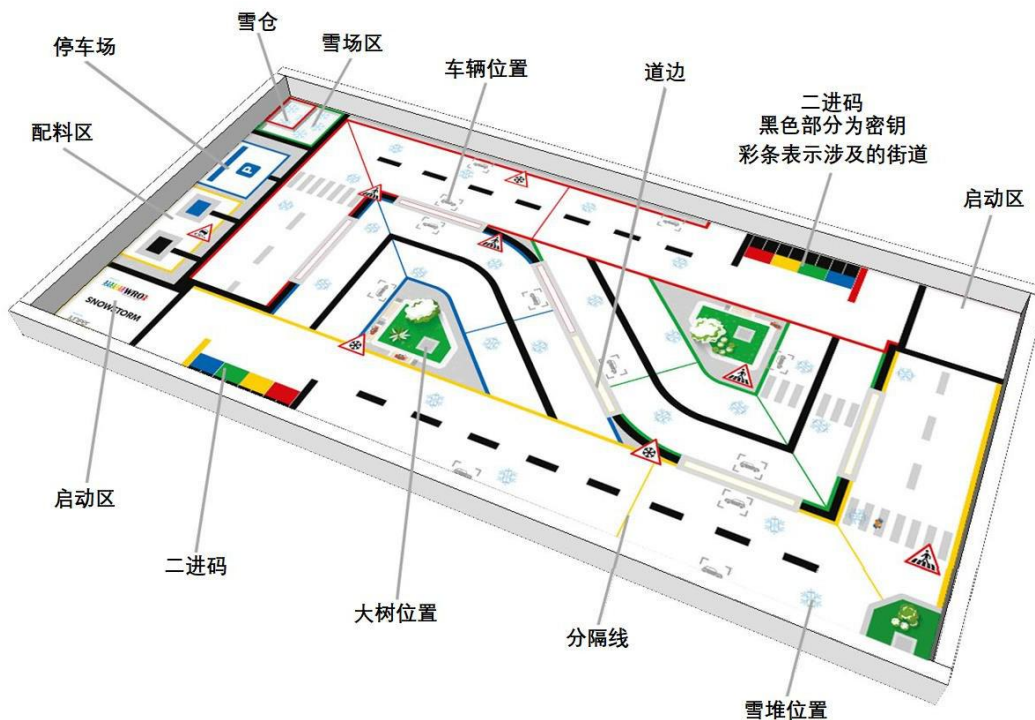 雪仓
停车场
雪场区
配料区
车辆位置
道边
二进码
黑色部分为密钥
彩条表示涉及的街道
启动区
P
WRO
SNOWSTORM
启动区
二进码
大树位置
分隔线
雪堆位置